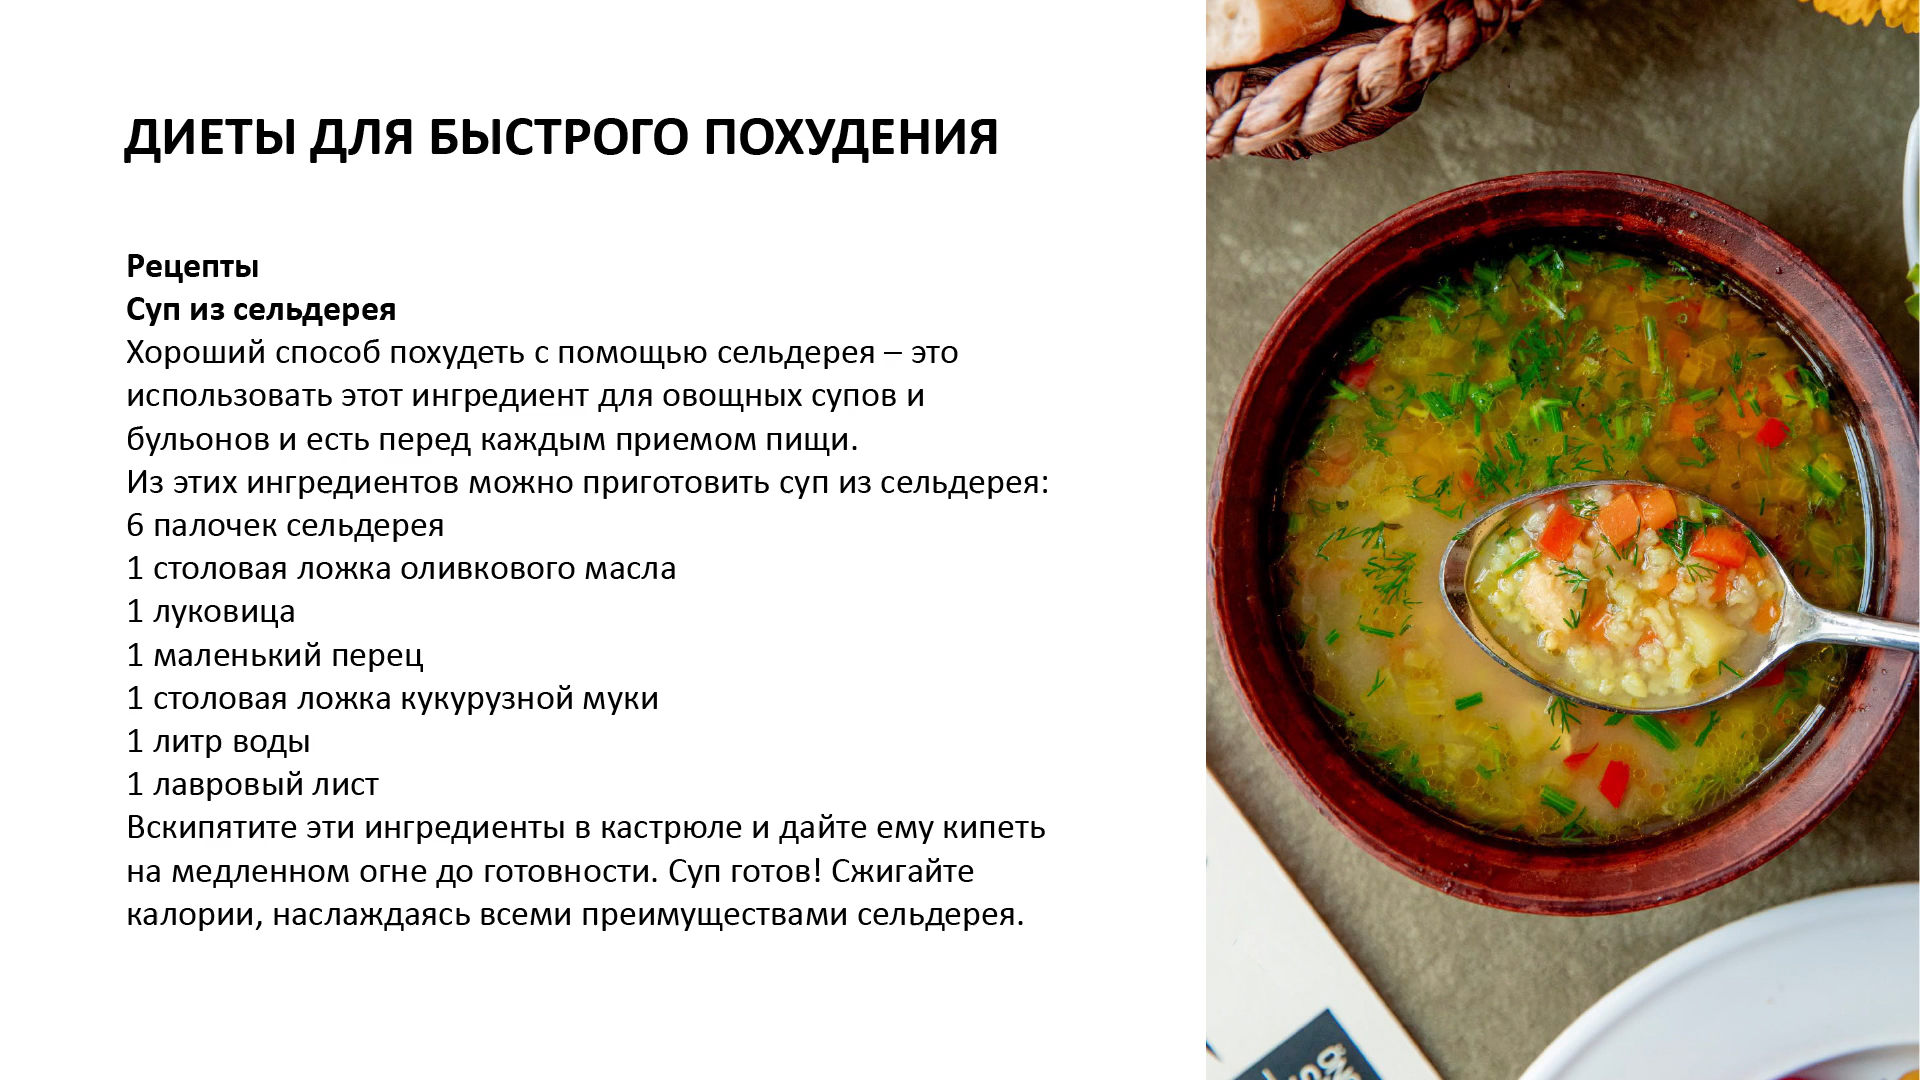 ДИЕТЫ ДЛЯ БЫСТРОГО ПОХУДЕНИЯ
Рецепты
Суп из сельдерея
Хороший способ похудеть с помощью сельдерея – это
использовать этот ингредиент для овощных супов и
бульонов и есть перед каждым приемом пищи.
Из этих ингредиентов можно приготовить суп из сельдерея:
6 палочек сельдерея
1 столовая ложка оливкового масла
1 луковица
1 маленький перец
1 столовая ложка кукурузной муки
1 литр воды
1 лавровый лист
Вскипятите эти ингредиенты в кастрюле и дайте ему кипеть
на медленном огне до готовности. Суп готов! Сжигайте
калории, наслаждаясь всеми преимуществами сельдерея.